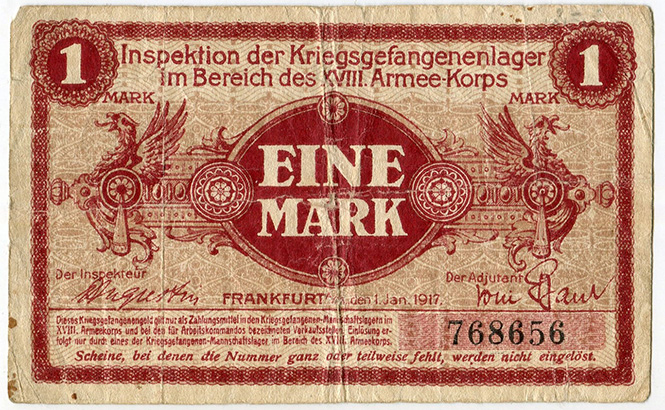 1
Inspektion der Kriegsgefangenenlager
1
im Bereich des XVIII. Armee-Korps
MARK
MARK
EINE
MARK
Der Inspekteur
Der Adjutant
FRANKFURT a/M., den 1. Jan. 1917.
Dieses Kriegsgefangenengeld gilt nur als Zahlungsmittel in den Kriegsgefangenen-Mannschaftslagern im
XVIII. Armeekorps und bei den für Arbeitskommandos bezeichneten Verkaufsstellen. Einlösung er-
folgt nur durch eines der Kriegsgefangenen-Mannschaftslager, im Bereich des XVIII. Armeekorps.
768656
Scheine, bei denen die Nummer ganz oder teilweise fehlt, werden nicht eingelöst.